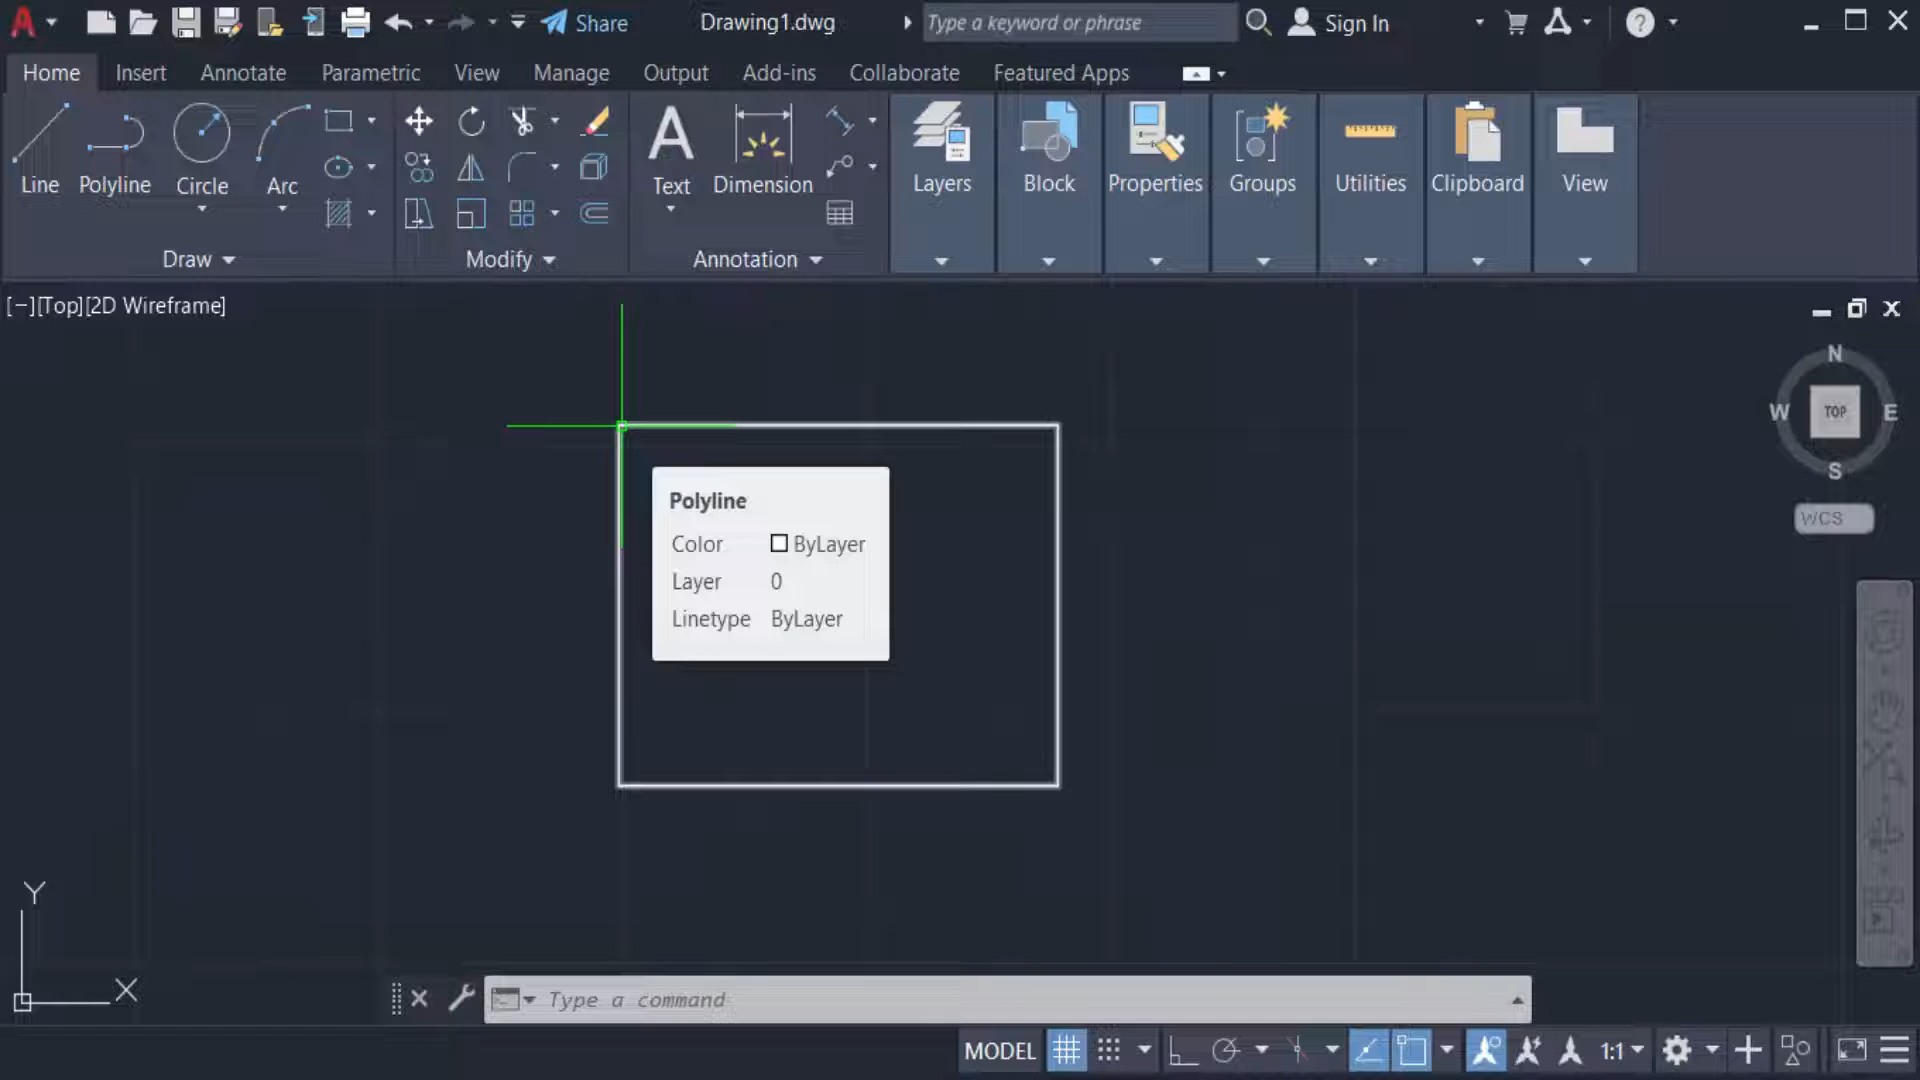 Share
Drawing1.dwg
Type a keyword or phrase
Sign In
Home Insert Annotate Parametric View Manage Output Add-ins Collaborate Featured Apps
Line Polyline Circle Arc
Text Dimension
Layers Block Properties Groups Utilities Clipboard View
Draw Modify Annotation
[−][Top][2D Wireframe]
N
W TOP E
S
WCS
Polyline
Color ByLayer
Layer 0
Linetype ByLayer
Y
X
Type a command
MODEL 1:1